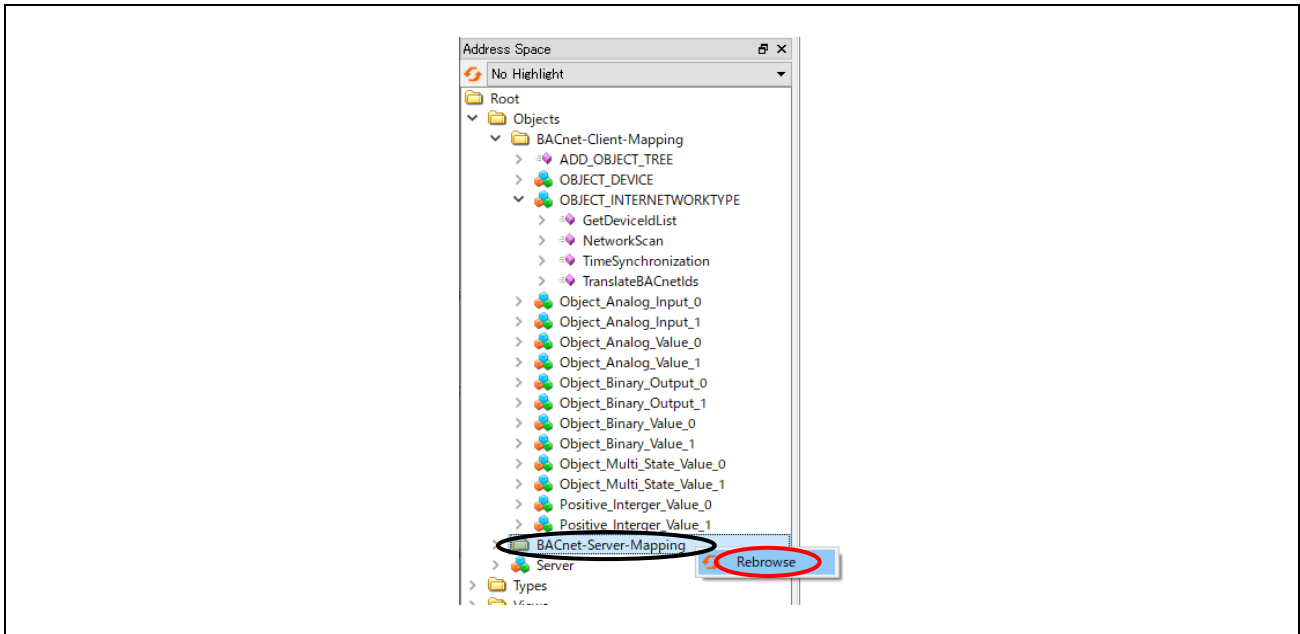 Address Space
No Highlight
Root
Objects
BACnet-Client-Mapping
ADD_OBJECT_TREE
OBJECT_DEVICE
OBJECT_INTERNETWORKTYPE
GetDeviceIdList
NetworkScan
TimeSynchronization
TranslateBACnetIds
Object_Analog_Input_0
Object_Analog_Input_1
Object_Analog_Value_0
Object_Analog_Value_1
Object_Binary_Output_0
Object_Binary_Output_1
Object_Binary_Value_0
Object_Binary_Value_1
Object_Multi_State_Value_0
Object_Multi_State_Value_1
Positive_Interger_Value_0
Positive_Interger_Value_1
BACnet-Server-Mapping
Rebrowse
Server
Types
Views